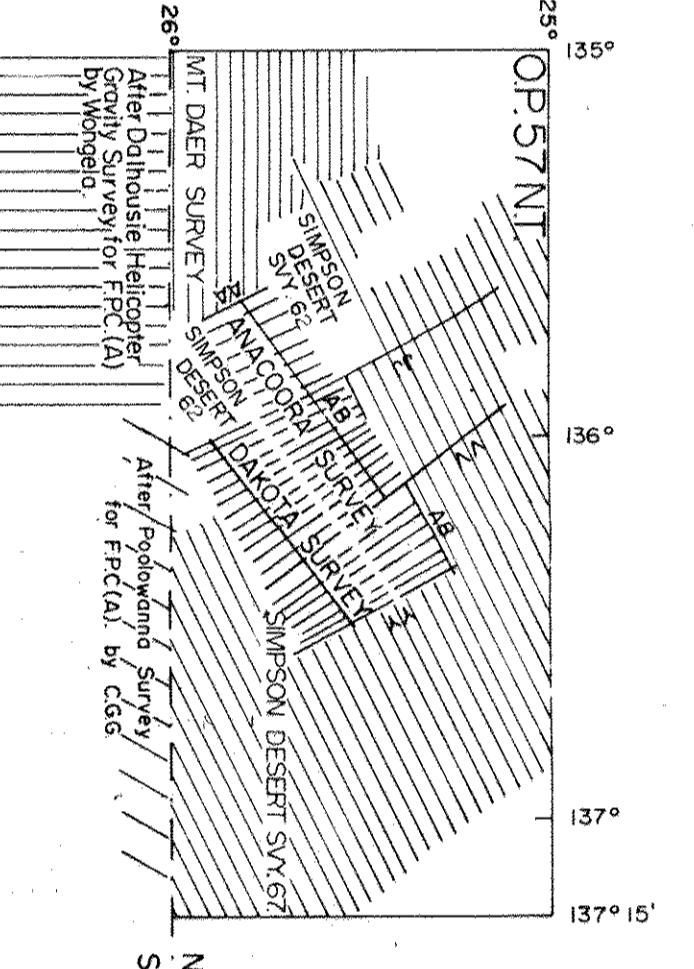 O.P. 57 N.T.
135°
136°
137°
137° 15'
25°
26°
MT. DAER SURVEY
SIMPSON
DESERT
SVY. 62
ANACOORA SURVEY
AB
AB
SIMPSON
DESERT
62
DAKOTA SURVEY
SIMPSON DESERT SVY. 67.
After Dalhousie Helicopter
Gravity Survey for F.P.C. (A)
by Wongela.
After Poolowanna Survey
for F.P.C (A). by C.G.G.
N
S